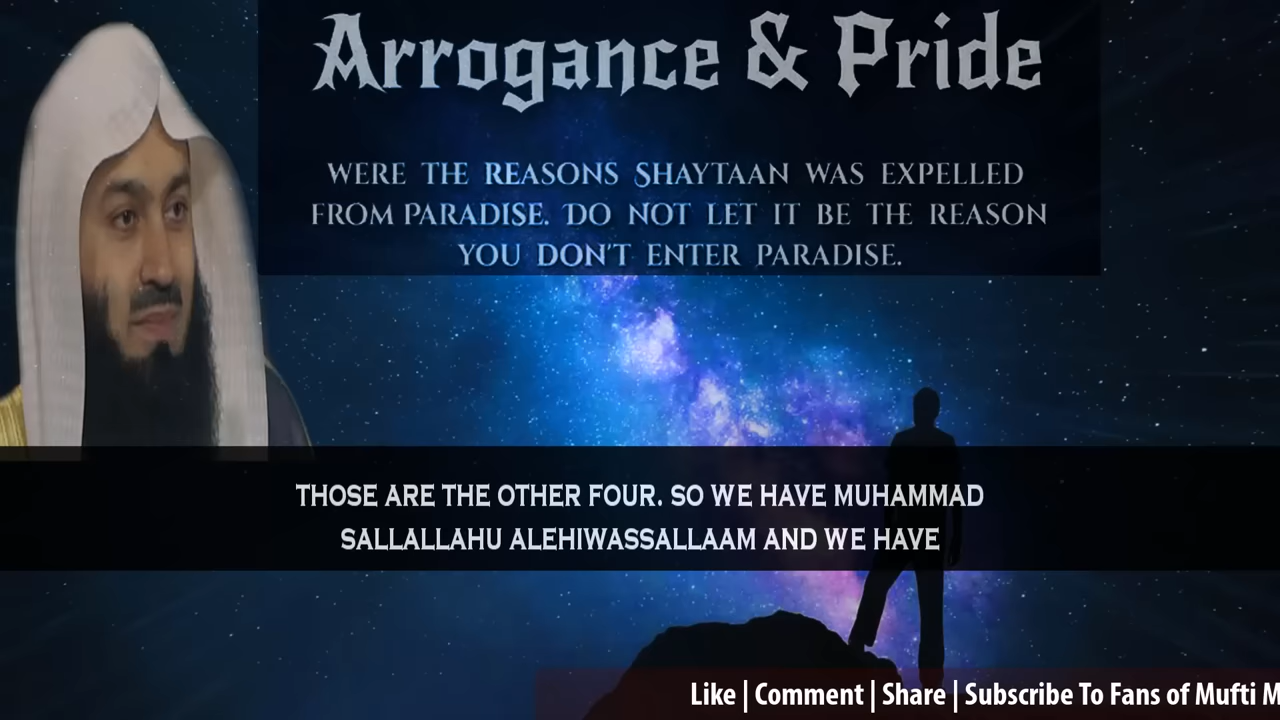 Arrogance & Pride
WERE THE REASONS SHAYTAAN WAS EXPELLED
FROM PARADISE. DO NOT LET IT BE THE REASON
YOU DON'T ENTER PARADISE.
THOSE ARE THE OTHER FOUR. SO WE HAVE MUHAMMAD
SALLALLAHU ALEHIWASSALLAAM AND WE HAVE
Like | Comment | Share | Subscribe To Fans of Mufti M